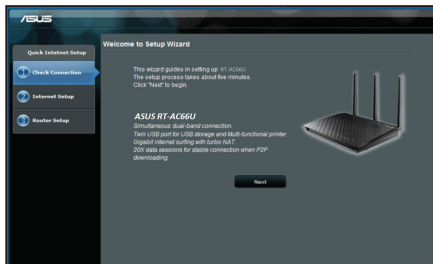 ASUS
Quick Internet Setup
1 Check Connection
2 Internet Setup
3 Router Setup
Welcome to Setup Wizard
This wizard guides in setting up RT-AC66U
The setup process takes about five minutes.
Click "Next" to begin.
ASUS RT-AC66U
Simultaneous dual-band connection.
Twin USB port for USB storage and Multi-functional printer
Gigabit internet surfing with turbo NAT.
20X data sessions for stable connection when P2P
downloading.
Next